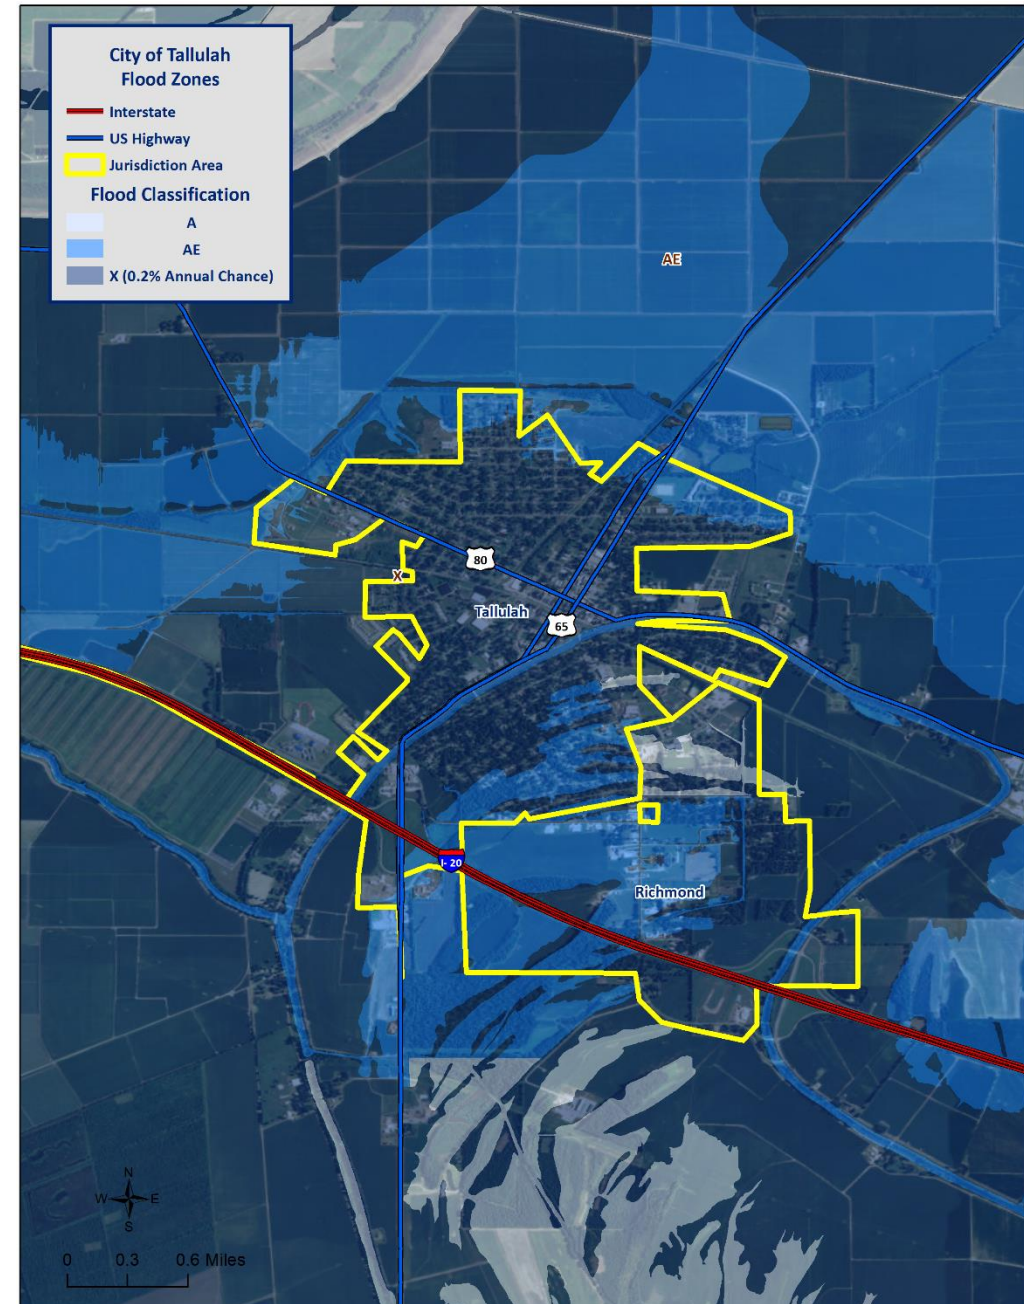 City of Tallulah
Flood Zones
Interstate
US Highway
Jurisdiction Area
Flood Classification
A
AE
X (0.2% Annual Chance)
AE
80
X
Tallulah
65
I- 20
Richmond
N
W E
S
0 0.3 0.6 Miles